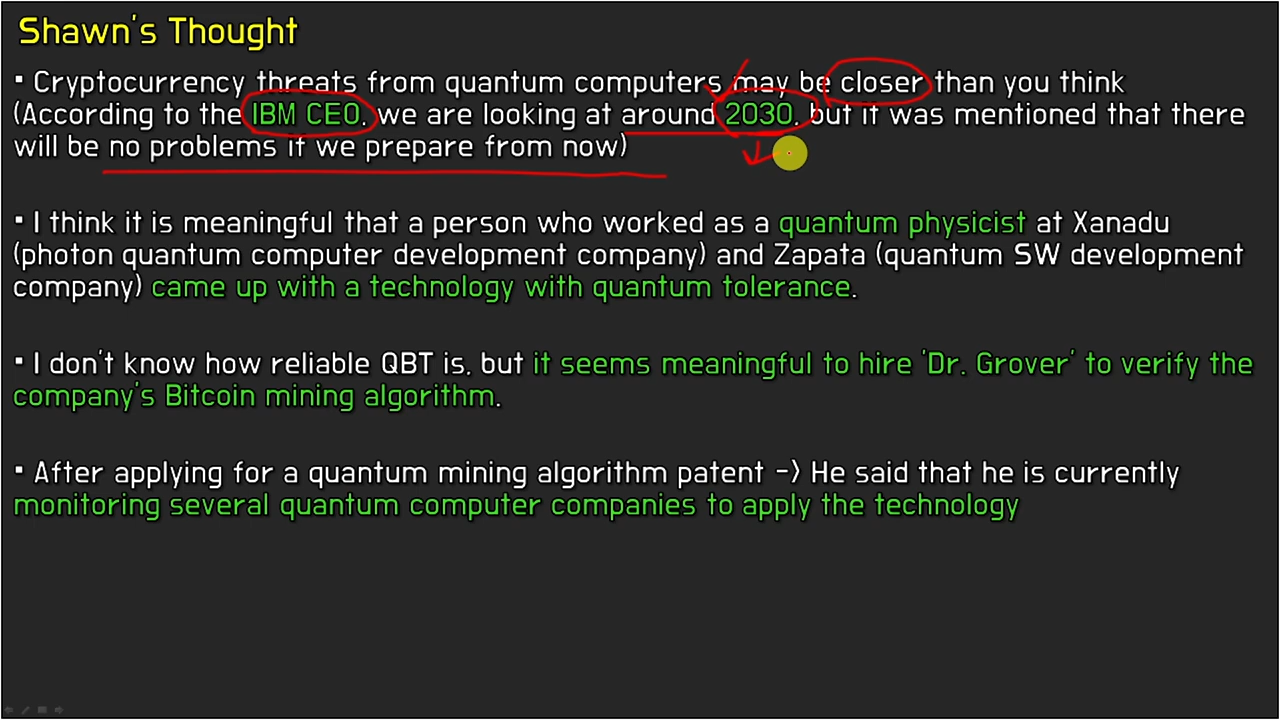 Shawn's Thought
▪ Cryptocurrency threats from quantum computers may be closer than you think
(According to the IBM CEO, we are looking at around 2030, but it was mentioned that there
will be no problems if we prepare from now)
▪ I think it is meaningful that a person who worked as a quantum physicist at Xanadu
(photon quantum computer development company) and Zapata (quantum SW development
company) came up with a technology with quantum tolerance.
▪ I don't know how reliable QBT is, but it seems meaningful to hire 'Dr. Grover' to verify the
company's Bitcoin mining algorithm.
▪ After applying for a quantum mining algorithm patent -> He said that he is currently
monitoring several quantum computer companies to apply the technology